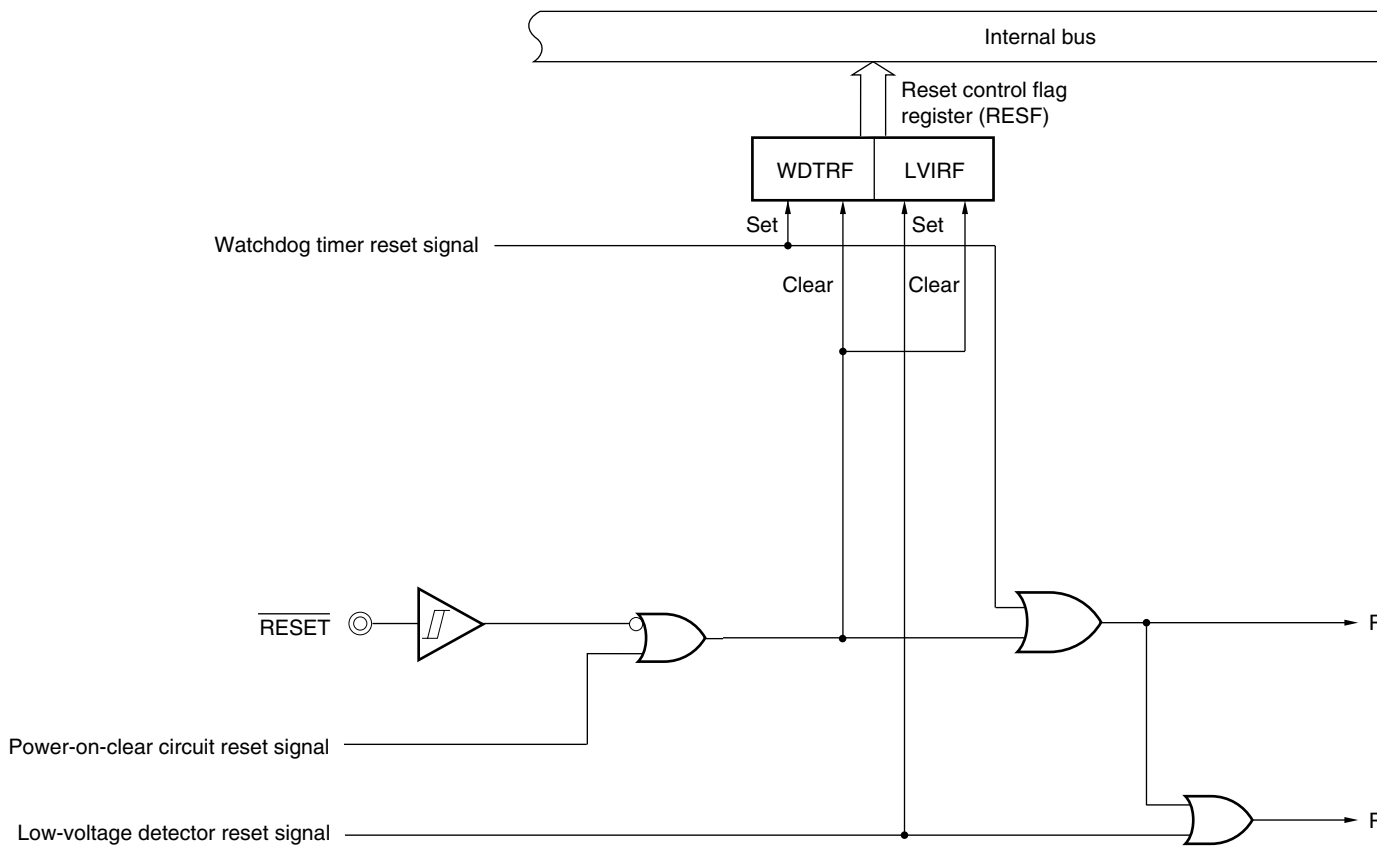 Internal bus
Reset control flag
register (RESF)
WDTRF
LVIRF
Set
Set
Watchdog timer reset signal
Clear
Clear
RESET
Power-on-clear circuit reset signal
Low-voltage detector reset signal